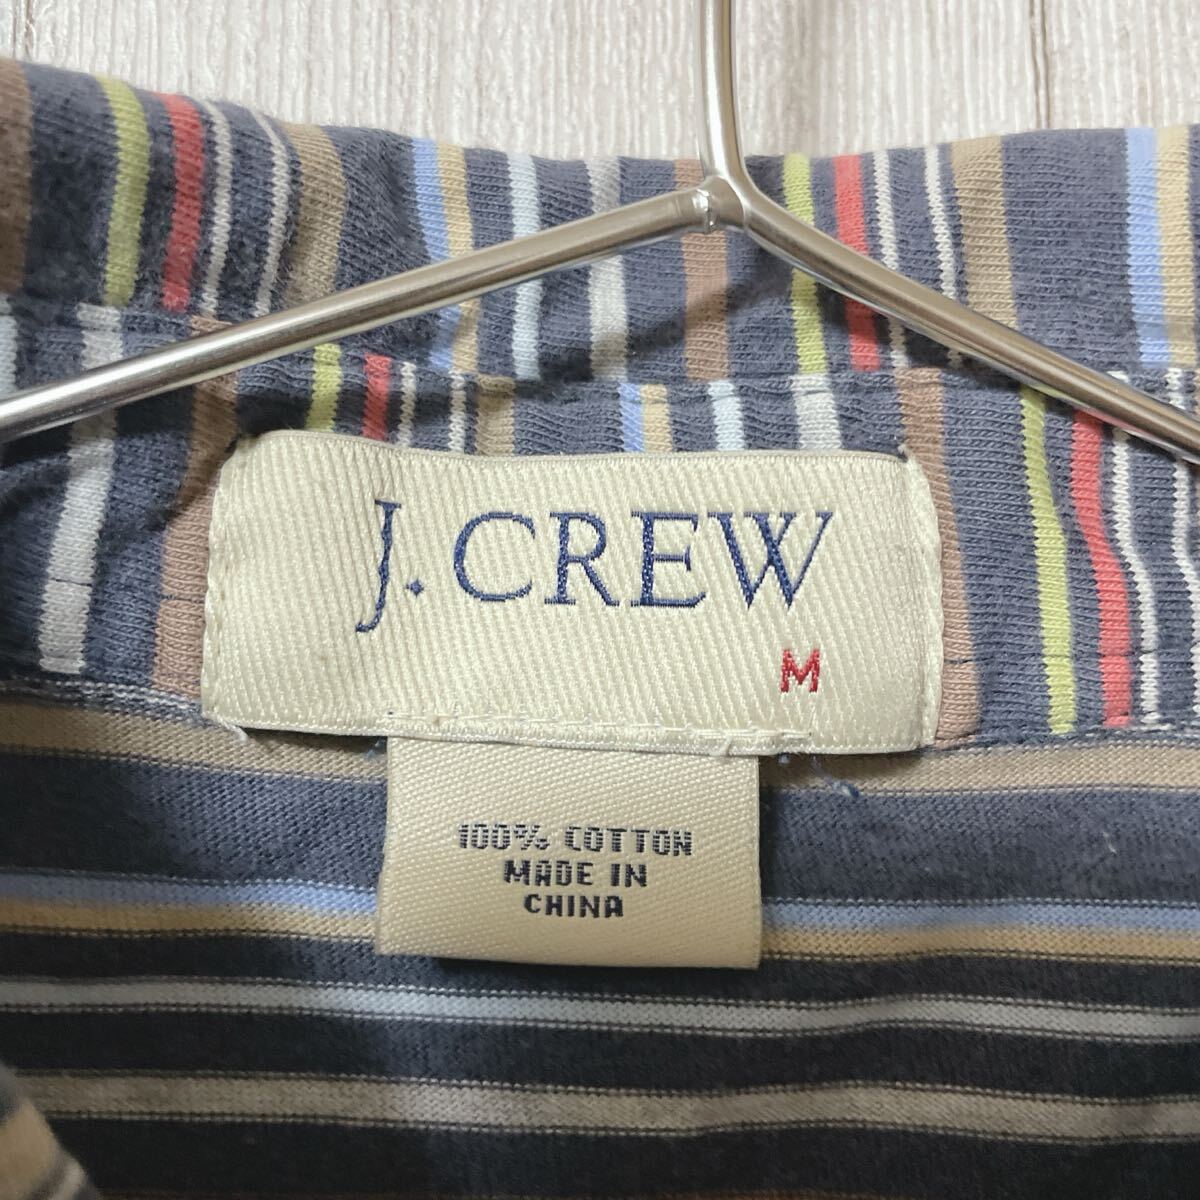 J. CREW
M
100% COTTON
MADE IN
CHINA